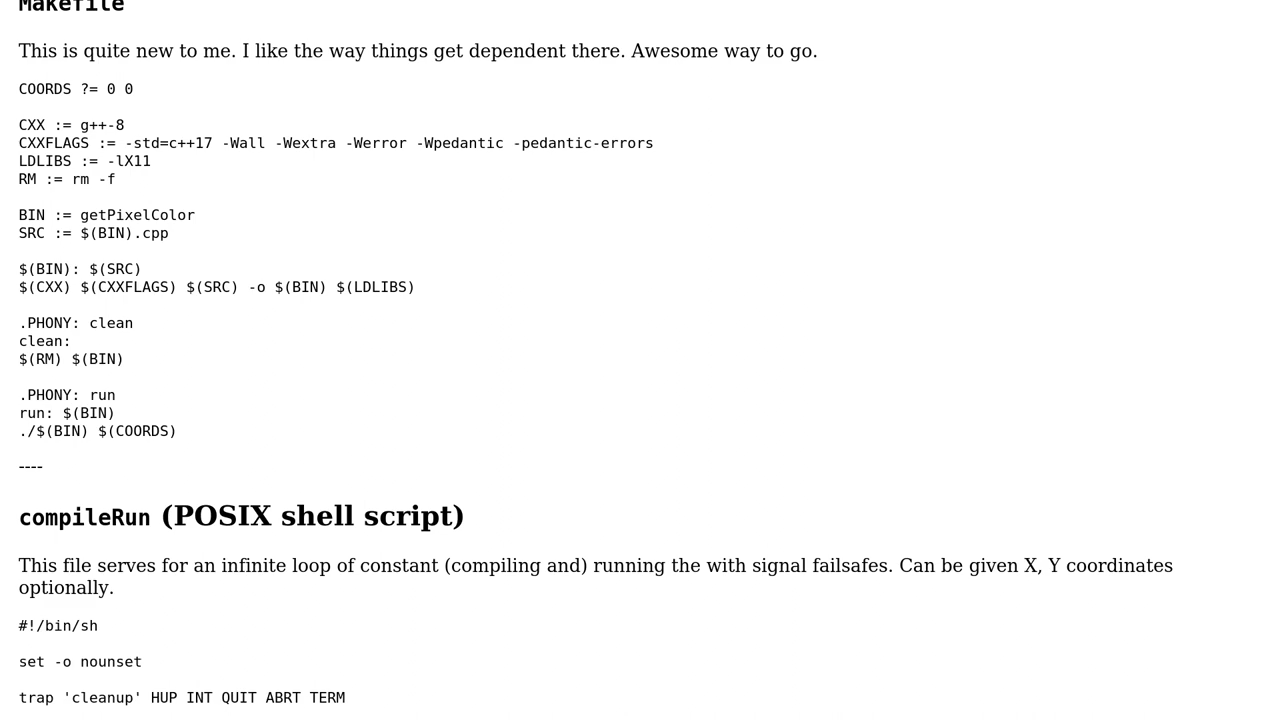 Makefile
This is quite new to me. I like the way things get dependent there. Awesome way to go.
COORDS ?= 0 0
CXX := g++-8
CXXFLAGS := -std=c++17 -Wall -Wextra -Werror -Wpedantic -pedantic-errors
LDLIBS := -lX11
RM := rm -f
BIN := getPixelColor
SRC := $(BIN).cpp
$(BIN): $(SRC)
$(CXX) $(CXXFLAGS) $(SRC) -o $(BIN) $(LDLIBS)
.PHONY: clean
clean:
$(RM) $(BIN)
.PHONY: run
run: $(BIN)
./$(BIN) $(COORDS)
----
compileRun (POSIX shell script)
This file serves for an infinite loop of constant (compiling and) running the with signal failsafes. Can be given X, Y coordinates
optionally.
#!/bin/sh
set -o nounset
trap 'cleanup' HUP INT QUIT ABRT TERM